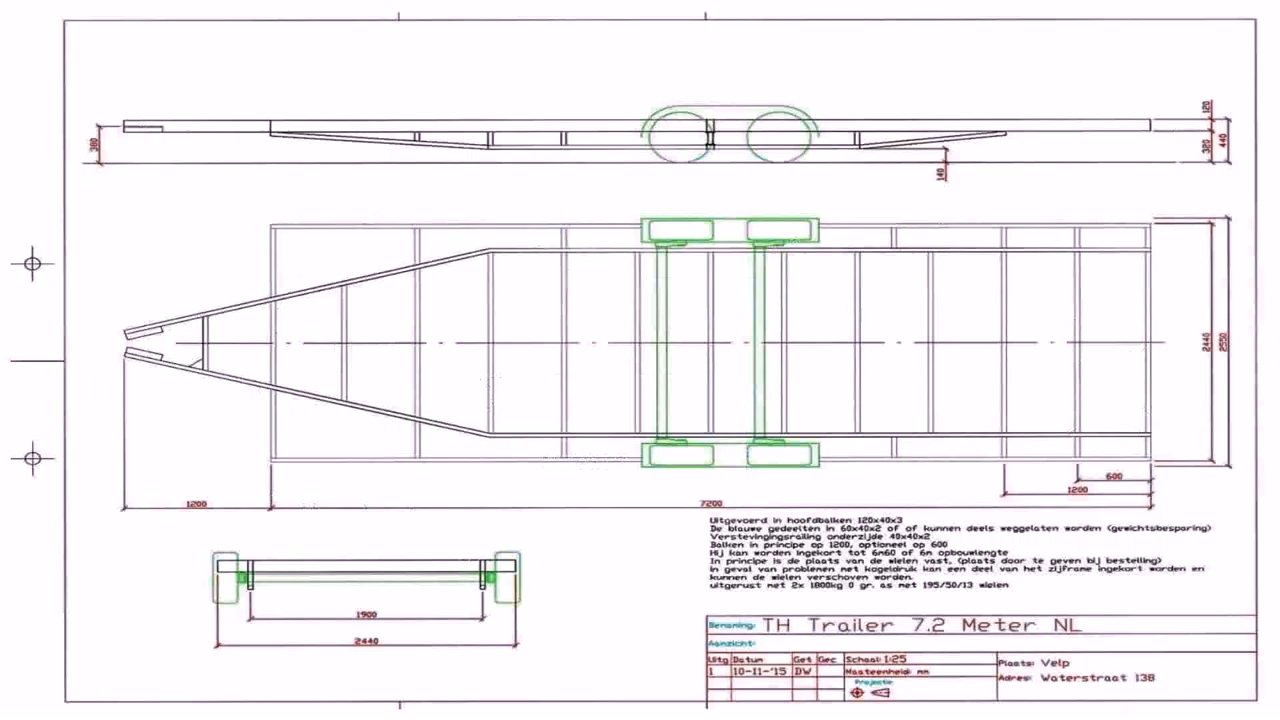 120
380
320
440
140
2440
2550
600
1200
1200
7200
Uitgevoerd in hoofdbalken 120x40x3
De blauwe gedeelten in 60x40x2 of of kunnen deels weggelaten worden (gewichtsbesparing)
Verstevingingsrailing onderzijde 40x40x2
Balken in principe op 1200, optioneel op 600
Hij kan worden ingekort tot 6m60 of 6m opbouwlengte
In principe is de plaats van de wielen vast, (plaats door te geven bij bestelling)
in geval van problemen met kogeldruk kan een deel van het zijframe ingekort worden en
kunnen de wielen verschoven worden.
uitgerust met 2x 1800kg 0 gr. as met 195/50/13 wielen
1900
2440
Benaming: TH Trailer 7.2 Meter NL
Aanzicht:
Uitg Datum Get Gec Schaal: 1:25
1 10-11-'15 DW Maateenheid: mm
Projectie:
Plaats: Velp
Adres: Waterstraat 138